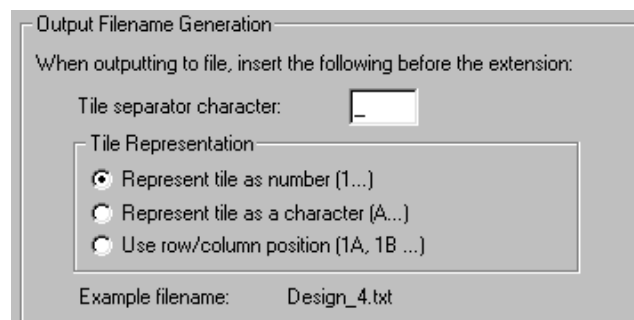 Output Filename Generation
When outputting to file, insert the following before the extension:
Tile separator character: _
Tile Representation
Represent tile as number (1...)
Represent tile as a character (A...)
Use row/column position (1A, 1B ...)
Example filename: Design_4.txt